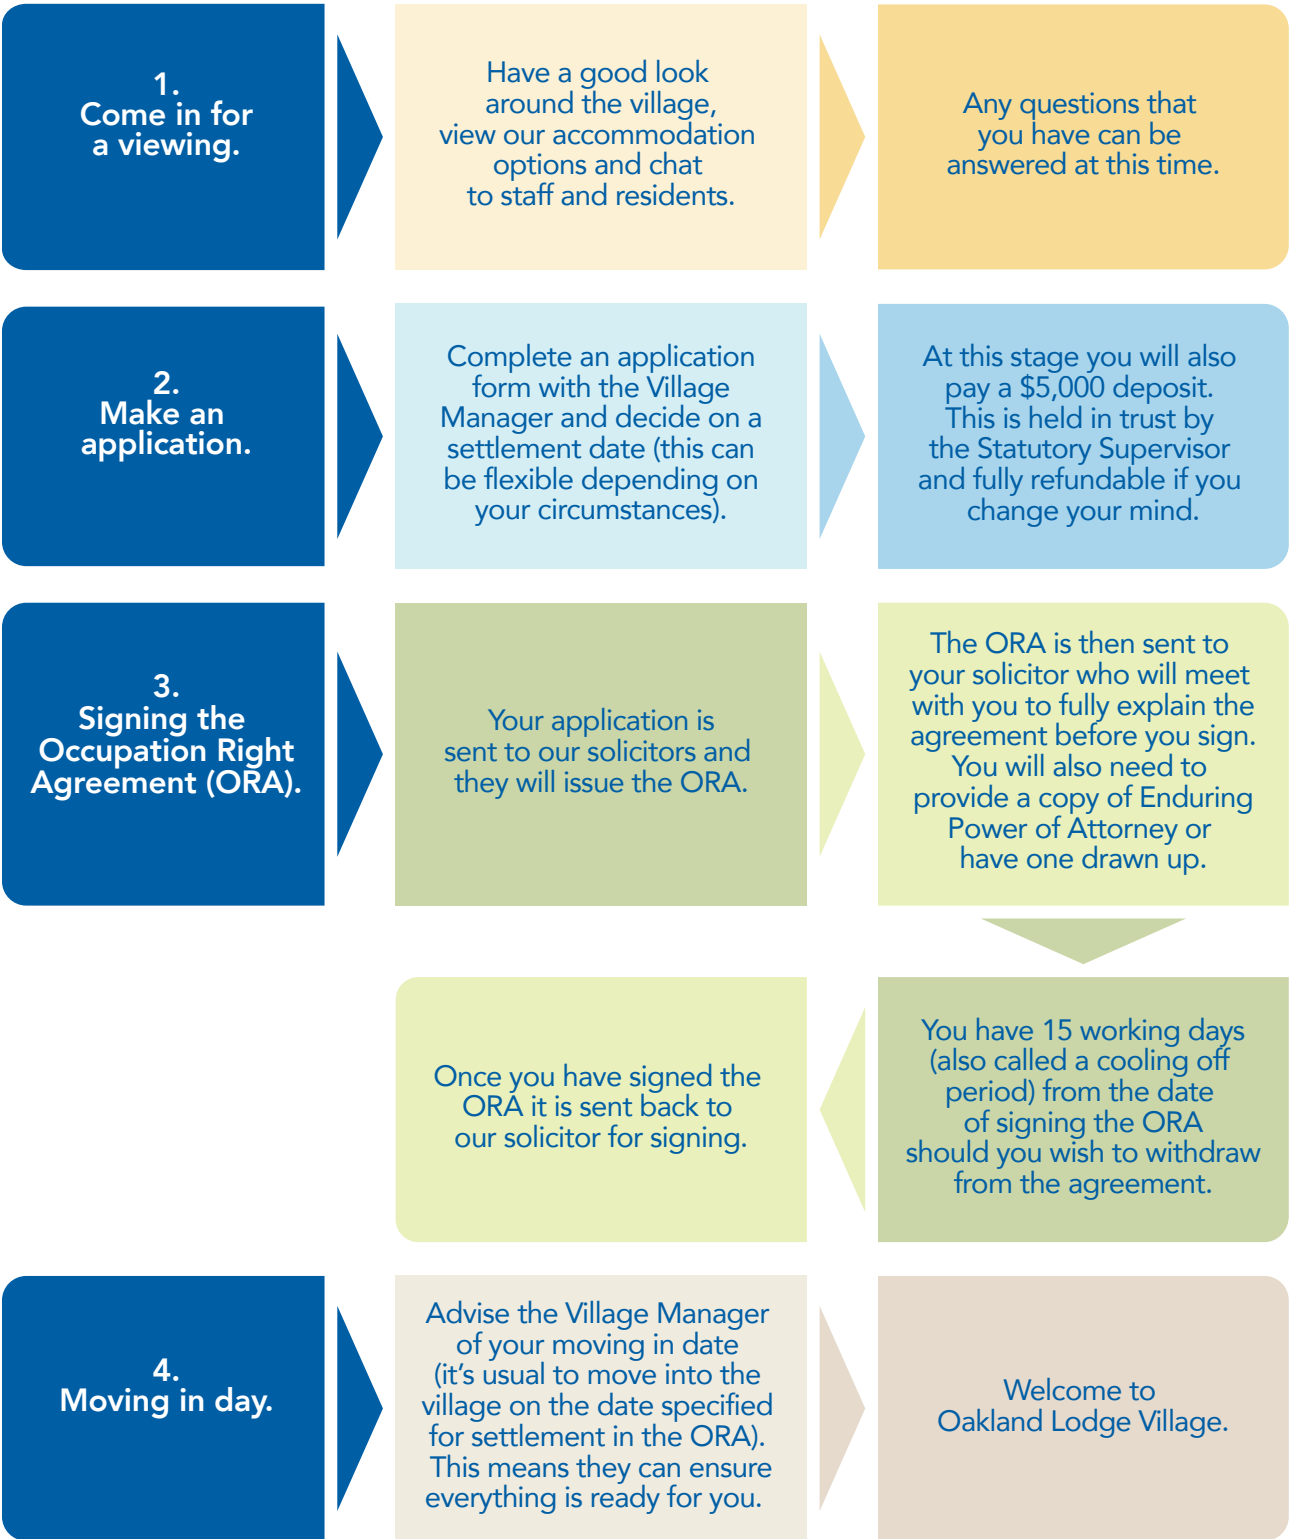 1.
Come in for
a viewing.
Have a good look
around the village,
view our accommodation
options and chat
to staff and residents.
Any questions that
you have can be
answered at this time.
2.
Make an
application.
Complete an application
form with the Village
Manager and decide on a
settlement date (this can
be flexible depending on
your circumstances).
At this stage you will also
pay a $5,000 deposit.
This is held in trust by
the Statutory Supervisor
and fully refundable if you
change your mind.
3.
Signing the
Occupation Right
Agreement (ORA).
Your application is
sent to our solicitors and
they will issue the ORA.
The ORA is then sent to
your solicitor who will meet
with you to fully explain the
agreement before you sign.
You will also need to
provide a copy of Enduring
Power of Attorney or
have one drawn up.
You have 15 working days
(also called a cooling off
period) from the date
of signing the ORA
should you wish to withdraw
from the agreement.
Once you have signed the
ORA it is sent back to
our solicitor for signing.
4.
Moving in day.
Advise the Village Manager
of your moving in date
(it’s usual to move into the
village on the date specified
for settlement in the ORA).
This means they can ensure
everything is ready for you.
Welcome to
Oakland Lodge Village.